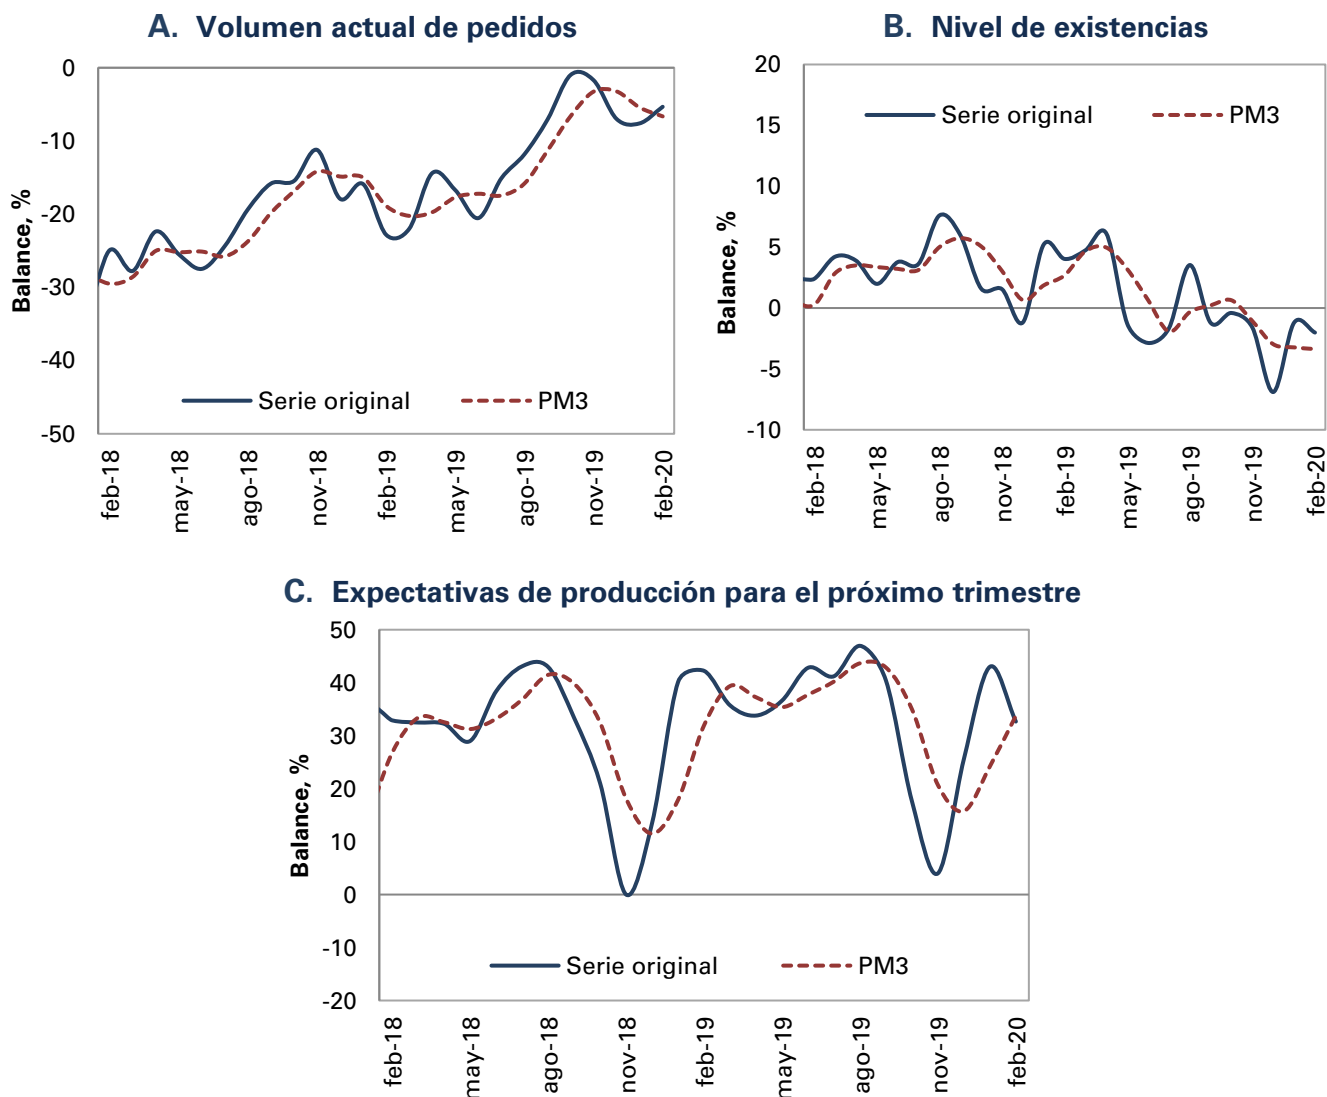 A. Volumen actual de pedidos
Balance, %
0
-10
-20
-30
-40
-50
Serie original
PM3
feb-18
may-18
ago-18
nov-18
feb-19
may-19
ago-19
nov-19
feb-20
B. Nivel de existencias
Balance, %
20
15
10
5
0
-5
-10
Serie original
PM3
feb-18
may-18
ago-18
nov-18
feb-19
may-19
ago-19
nov-19
feb-20
C. Expectativas de producción para el próximo trimestre
Balance, %
50
40
30
20
10
0
-10
-20
Serie original
PM3
feb-18
may-18
ago-18
nov-18
feb-19
may-19
ago-19
nov-19
feb-20